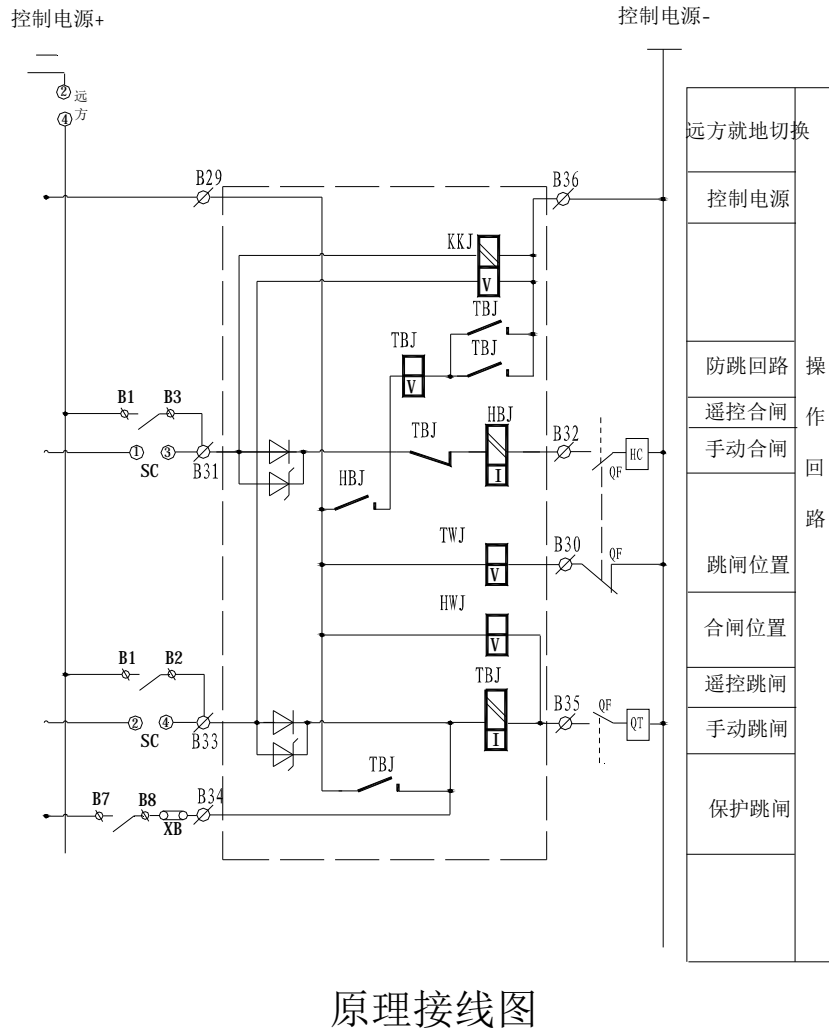 控制电源+
控制电源-
② 远方
④
远方就地切换
B29
B36
控制电源
KKJ
V
TBJ
TBJ
TBJ
V
防跳回路
操作回路
B1 B3
遥控合闸
HBJ
TBJ
B32
手动合闸
① ③
SC
B31
I
QF
HC
HBJ
TWJ
B30
QF
V
跳闸位置
HWJ
V
合闸位置
B1 B2
TBJ
遥控跳闸
B35
QF
② ④
SC
B33
I
QT
手动跳闸
TBJ
B7 B8
XB
B34
保护跳闸
原理接线图